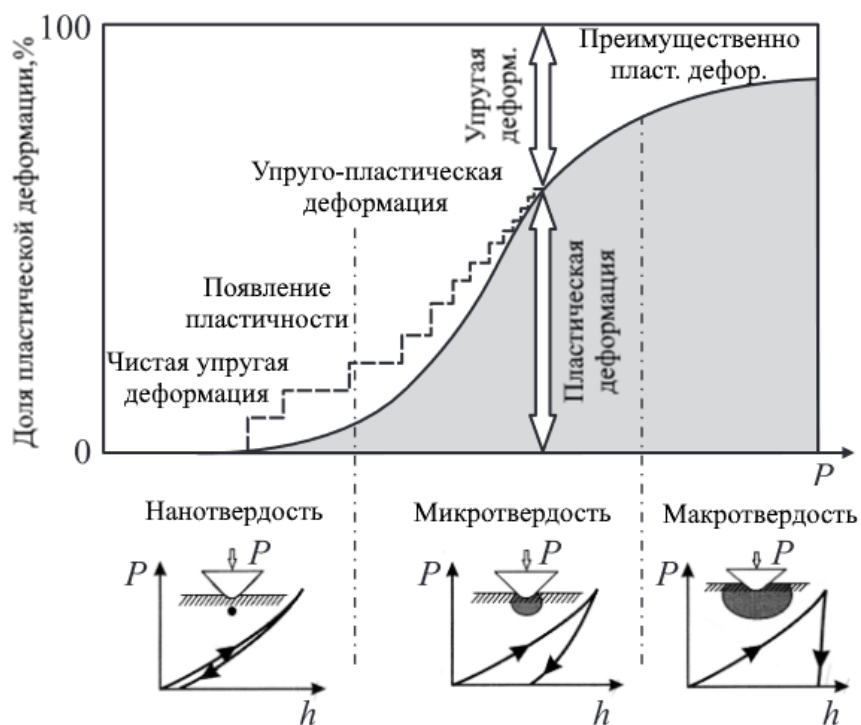 100
Преимущественно
пласт. дефор.
Упругая
деформ.
Доля пластической деформации,%
Упруго-пластическая
деформация
Появление
пластичности
Чистая упругая
деформация
Пластическая
деформация
0
P
Нанотвердость
Микротвердость
Макротвердость
P
P
h
P
P
h
P
P
h